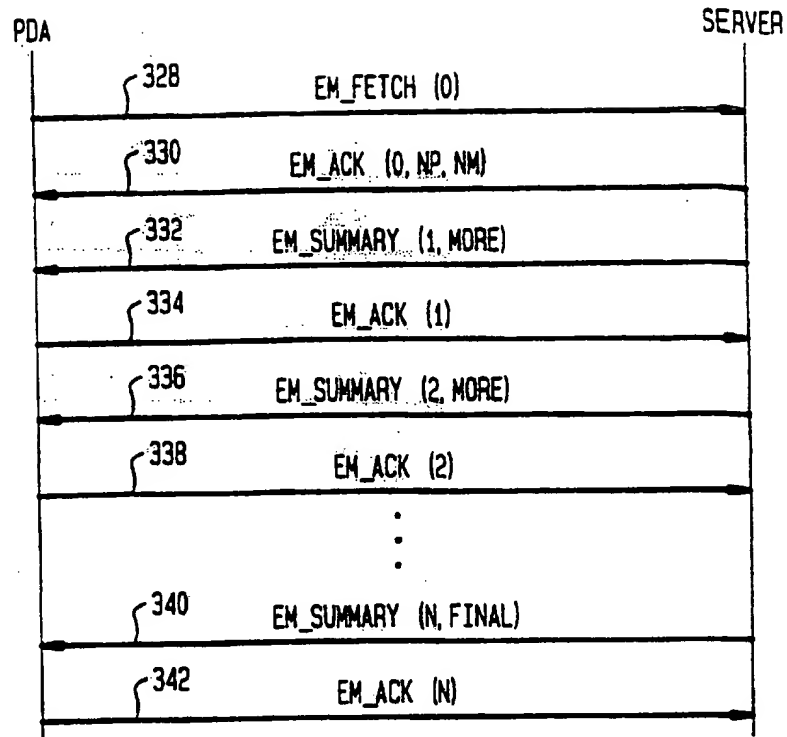 PDA
SERVER
328
EM_FETCH (0)
330
EM_ACK (0, NP, NM)
332
EM_SUMMARY (1, MORE)
334
EM_ACK (1)
336
EM_SUMMARY (2, MORE)
338
EM_ACK (2)
340
EM_SUMMARY (N, FINAL)
342
EM_ACK (N)